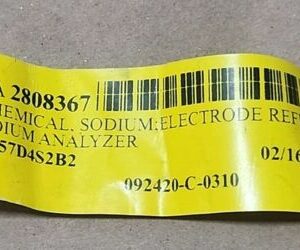 A 2808367
HEMICAL, SODIUM:ELECTRODE REF
DIUM ANALYZER
57D4S2B2
02/16
092420-C-0310